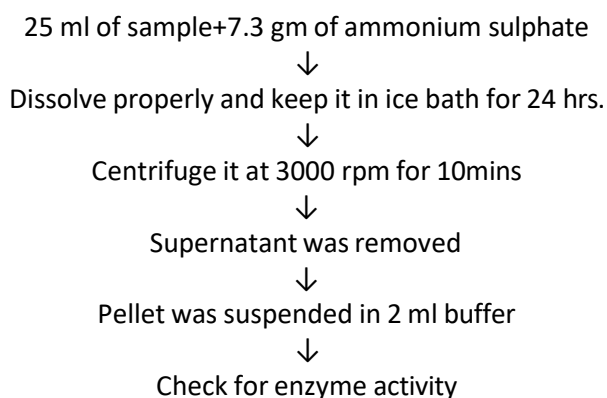 25 ml of sample+7.3 gm of ammonium sulphate
↓
Dissolve properly and keep it in ice bath for 24 hrs.
↓
Centrifuge it at 3000 rpm for 10mins
↓
Supernatant was removed
↓
Pellet was suspended in 2 ml buffer
↓
Check for enzyme activity